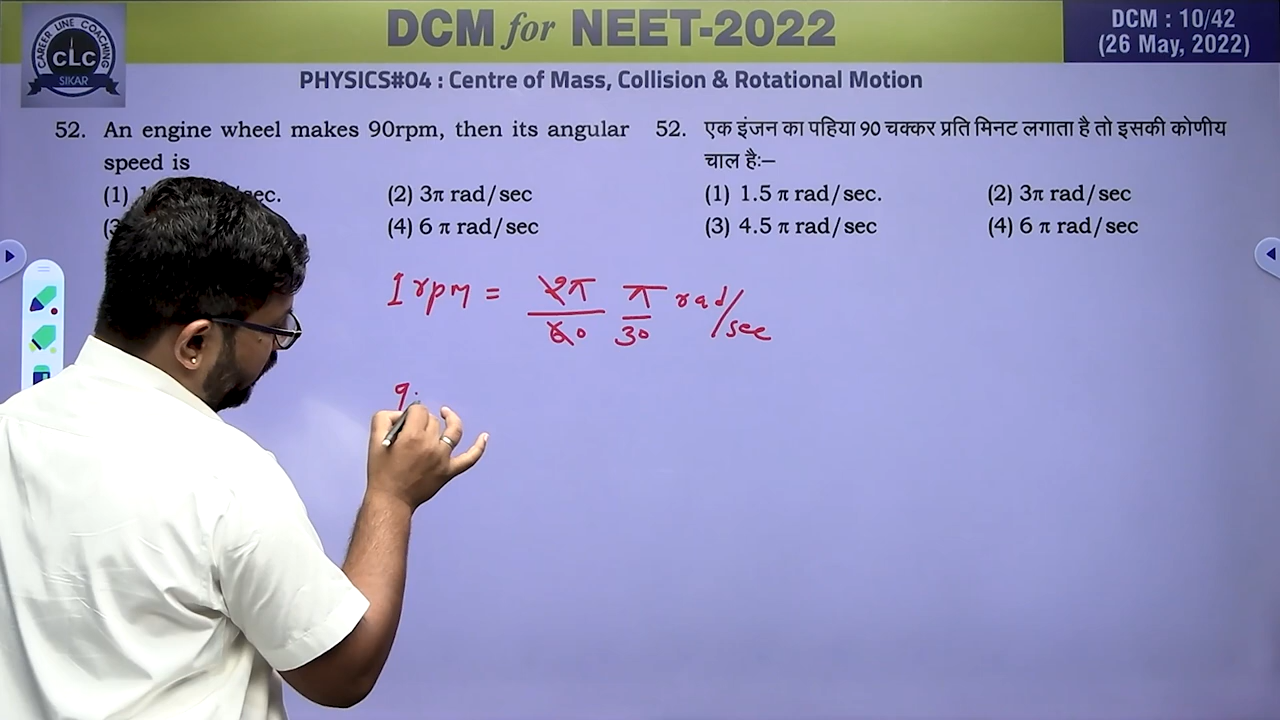 DCM for NEET-2022
DCM : 10/42
(26 May, 2022)
CAREER LINE COACHING
CLC
SIKAR
PHYSICS#04 : Centre of Mass, Collision & Rotational Motion
52. An engine wheel makes 90rpm, then its angular
speed is
(1) 1 sec.
(2) 3π rad/sec
(4) 6 π rad/sec
52. एक इंजन का पहिया 90 चक्कर प्रति मिनट लगाता है तो इसकी कोणीय
चाल है:–
(1) 1.5 π rad/sec.
(2) 3π rad/sec
(3) 4.5 π rad/sec
(4) 6 π rad/sec
1 rpm = 2π/60 π/30 rad/sec
9